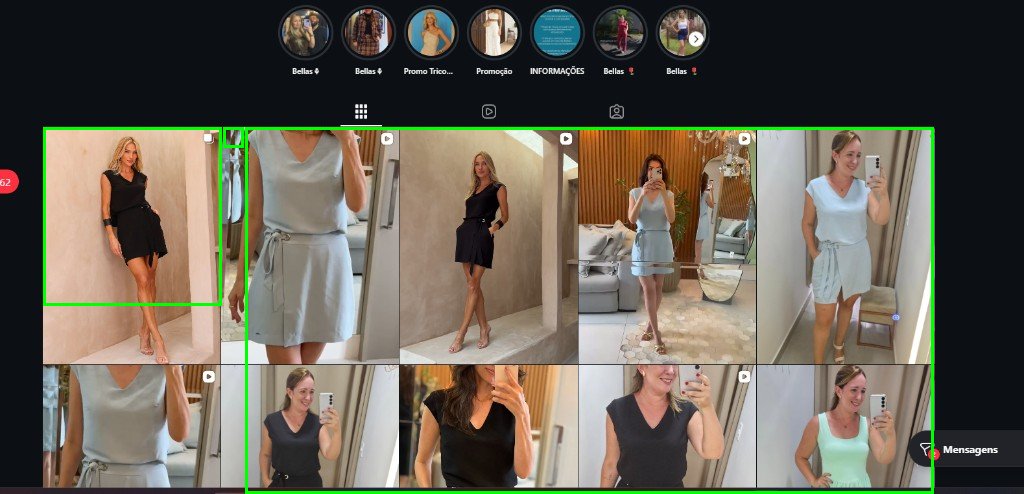 Bellas
Bellas
Promo Trico...
Promoção
INFORMAÇÕES
Bellas
Bellas
62
Mensagens